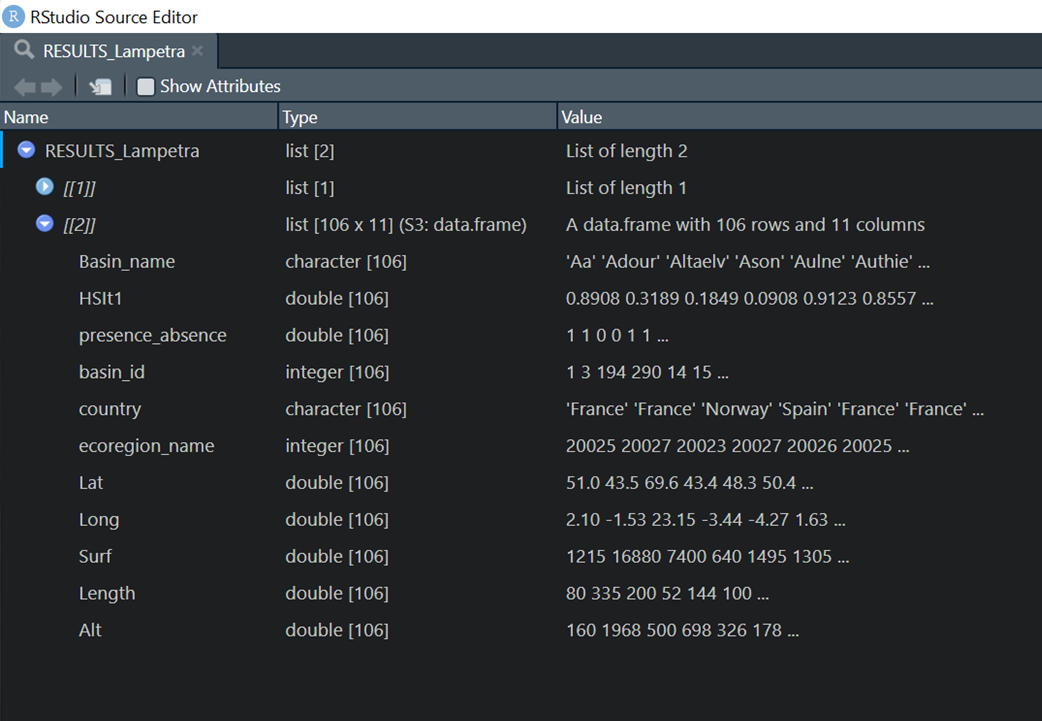 R RStudio Source Editor
RESULTS_Lampetra
Show Attributes
Name Type Value
RESULTS_Lampetra list [2] List of length 2
[[1]] list [1] List of length 1
[[2]] list [106 x 11] (S3: data.frame) A data.frame with 106 rows and 11 columns
Basin_name character [106] 'Aa' 'Adour' 'Altaelv' 'Ason' 'Aulne' 'Authie' ...
HSIt1 double [106] 0.8908 0.3189 0.1849 0.0908 0.9123 0.8557 ...
presence_absence double [106] 1 1 0 0 1 1 ...
basin_id integer [106] 1 3 194 290 14 15 ...
country character [106] 'France' 'France' 'Norway' 'Spain' 'France' 'France' ...
ecoregion_name integer [106] 20025 20027 20023 20027 20026 20025 ...
Lat double [106] 51.0 43.5 69.6 43.4 48.3 50.4 ...
Long double [106] 2.10 -1.53 23.15 -3.44 -4.27 1.63 ...
Surf double [106] 1215 16880 7400 640 1495 1305 ...
Length double [106] 80 335 200 52 144 100 ...
Alt double [106] 160 1968 500 698 326 178 ...